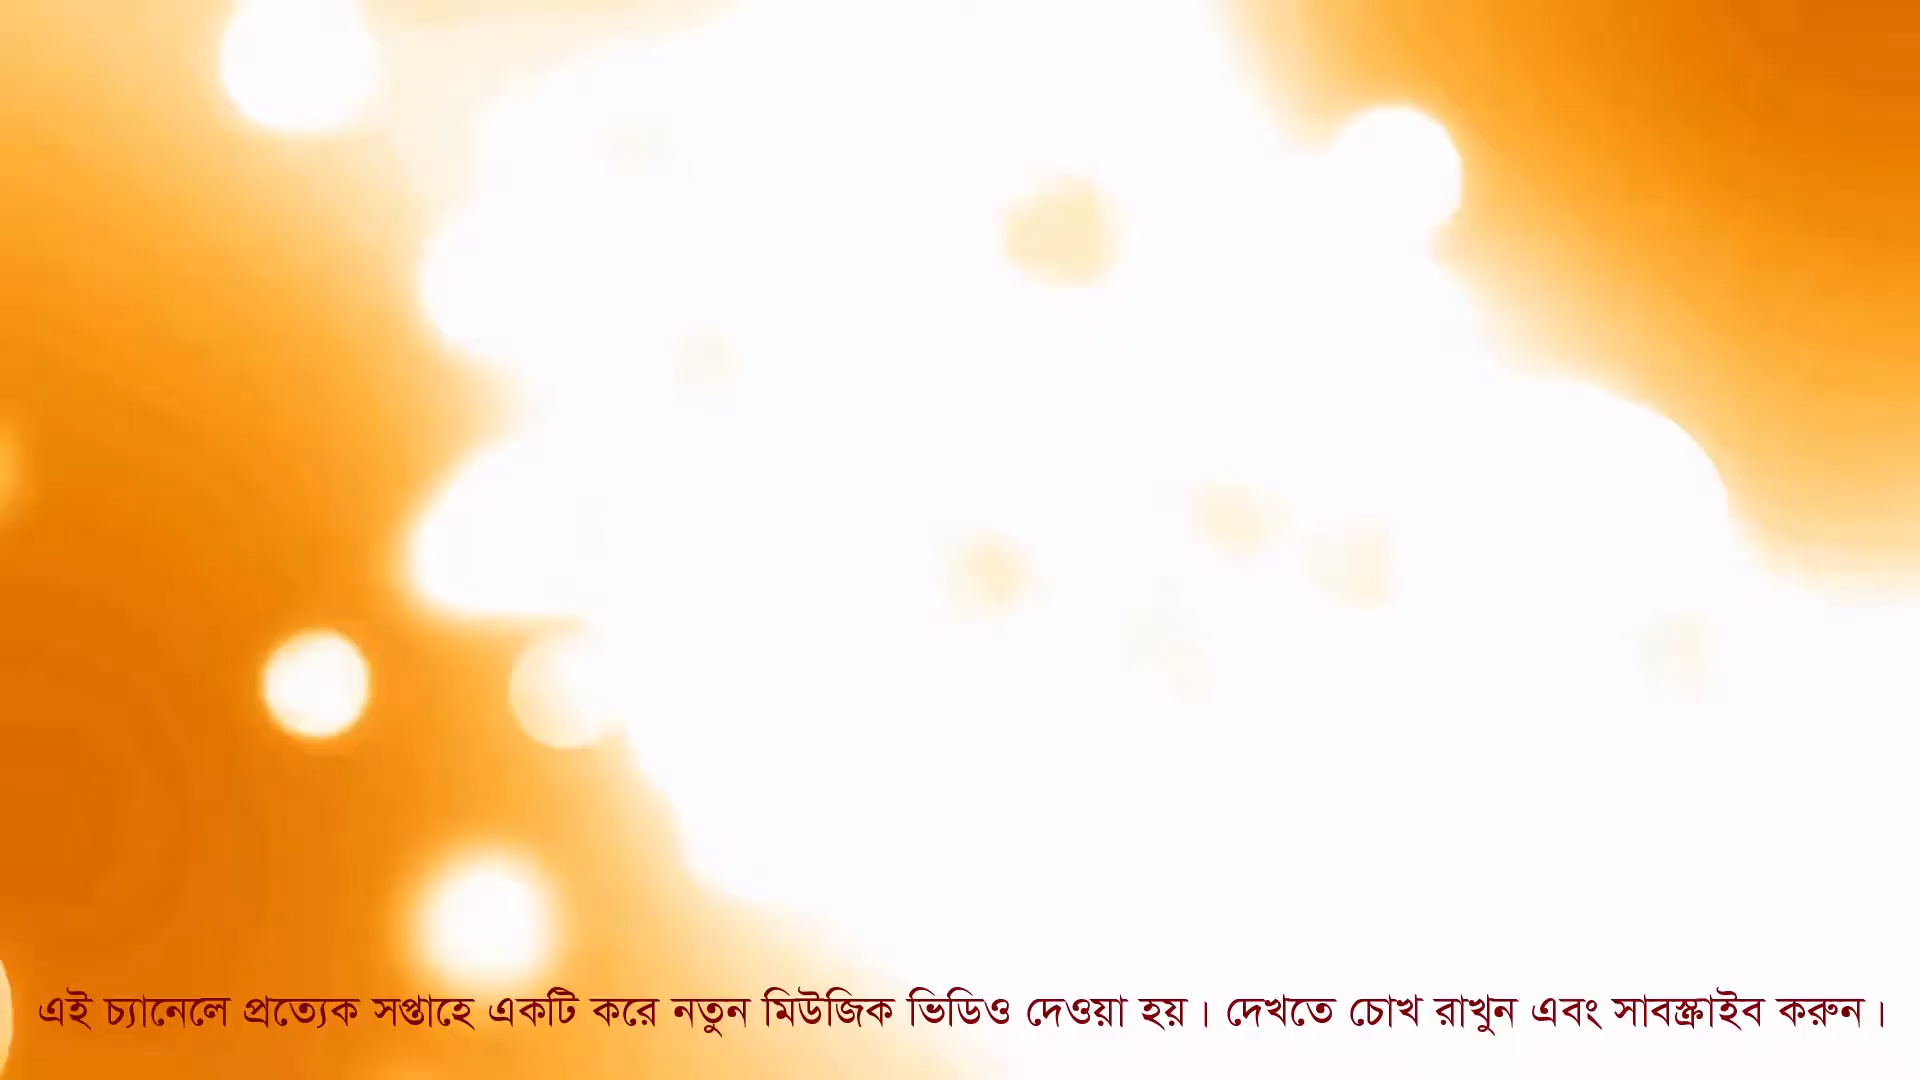 এই চ্যানেলে প্রত্যেক সপ্তাহে একটি করে নতুন মিউজিক ভিডিও দেওয়া হয়। দেখতে চোখ রাখুন এবং সাবস্ক্রাইব করুন।